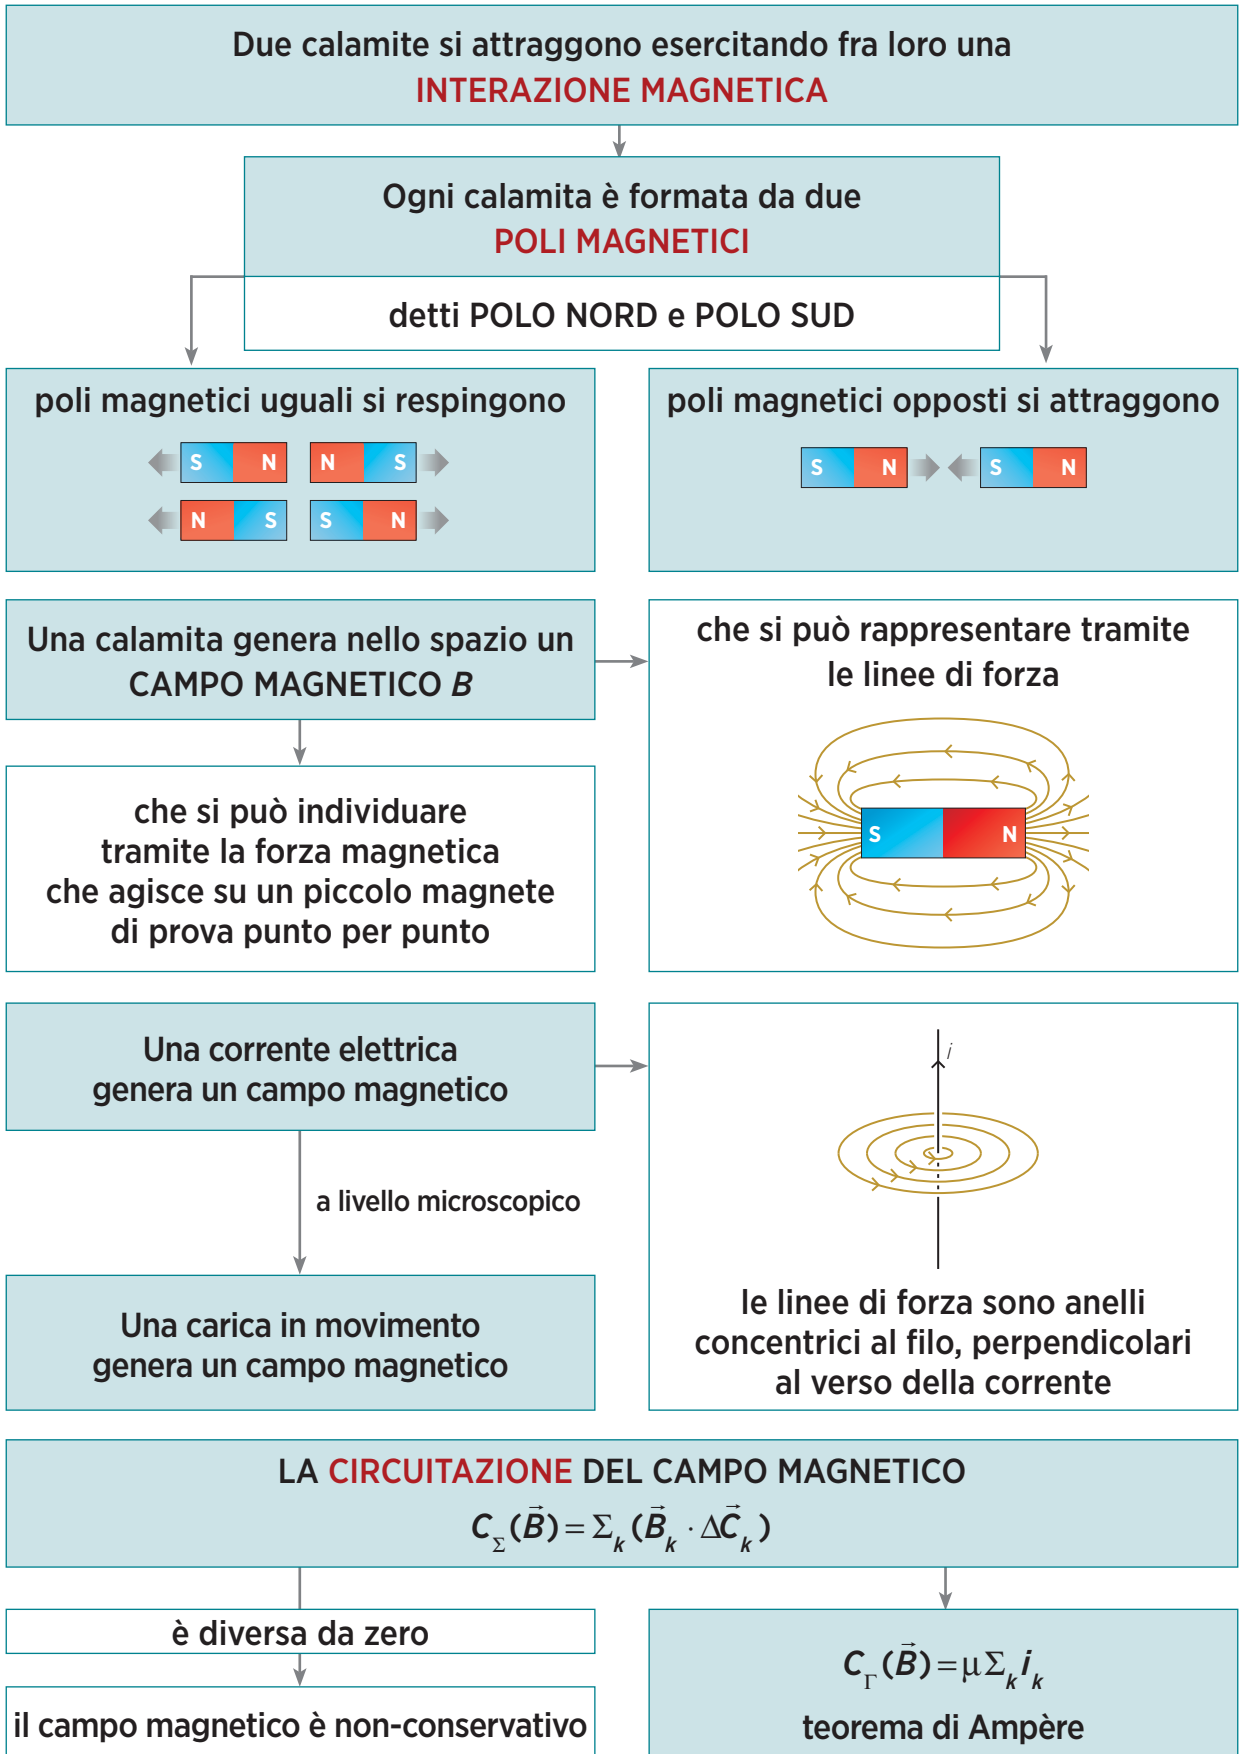 Due calamite si attraggono esercitando fra loro una
INTERAZIONE MAGNETICA
Ogni calamita è formata da due
POLI MAGNETICI
detti POLO NORD e POLO SUD
poli magnetici uguali si respingono
S N N S
N S S N
poli magnetici opposti si attraggono
S N S N
Una calamita genera nello spazio un
CAMPO MAGNETICO B
che si può rappresentare tramite
le linee di forza
S N
che si può individuare
tramite la forza magnetica
che agisce su un piccolo magnete
di prova punto per punto
Una corrente elettrica
genera un campo magnetico
i
a livello microscopico
Una carica in movimento
genera un campo magnetico
le linee di forza sono anelli
concentrici al filo, perpendicolari
al verso della corrente
LA CIRCUITAZIONE DEL CAMPO MAGNETICO
C_Σ(B⃗) = Σ_k (B⃗_k · ΔC⃗_k)
è diversa da zero
il campo magnetico è non-conservativo
C_Γ(B⃗) = μ Σ_k i_k
teorema di Ampère